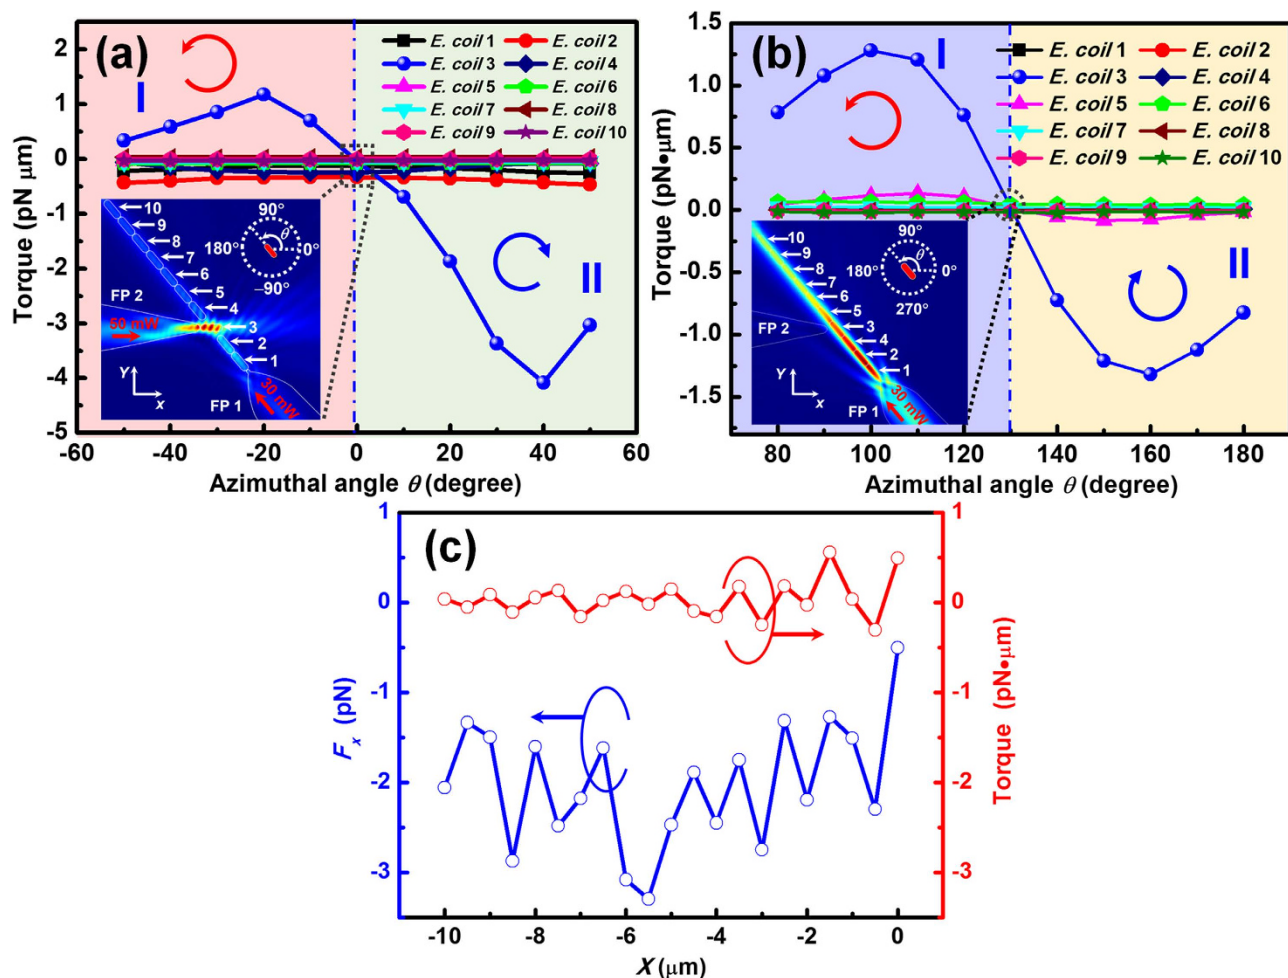 (a)
I
II
E. coil 1 E. coil 2
E. coil 3 E. coil 4
E. coil 5 E. coil 6
E. coil 7 E. coil 8
E. coil 9 E. coil 10
Torque (pN μm)
2
1
0
-1
-2
-3
-4
-5
10
9
8
7
6
5
4
3
2
1
90°
180° θ 0°
−90°
FP 2
50 mW
Y
x
FP 1
30 mW
-60 -40 -20 0 20 40 60
Azimuthal angle θ (degree)
(b)
I
II
E. coil 1 E. coil 2
E. coil 3 E. coil 4
E. coil 5 E. coil 6
E. coil 7 E. coil 8
E. coil 9 E. coil 10
Torque (pN•μm)
1.5
1.0
0.5
0.0
-0.5
-1.0
-1.5
10
9
8
7
6
5
3
4
2
1
90°
180° θ 0°
270°
FP 2
Y
x
FP 1
30 mW
80 100 120 140 160 180
Azimuthal angle θ (degree)
(c)
Fx (pN)
1
0
-1
-2
-3
1
0
-1
-2
-3
Torque (pN•μm)
-10 -8 -6 -4 -2 0
X (μm)